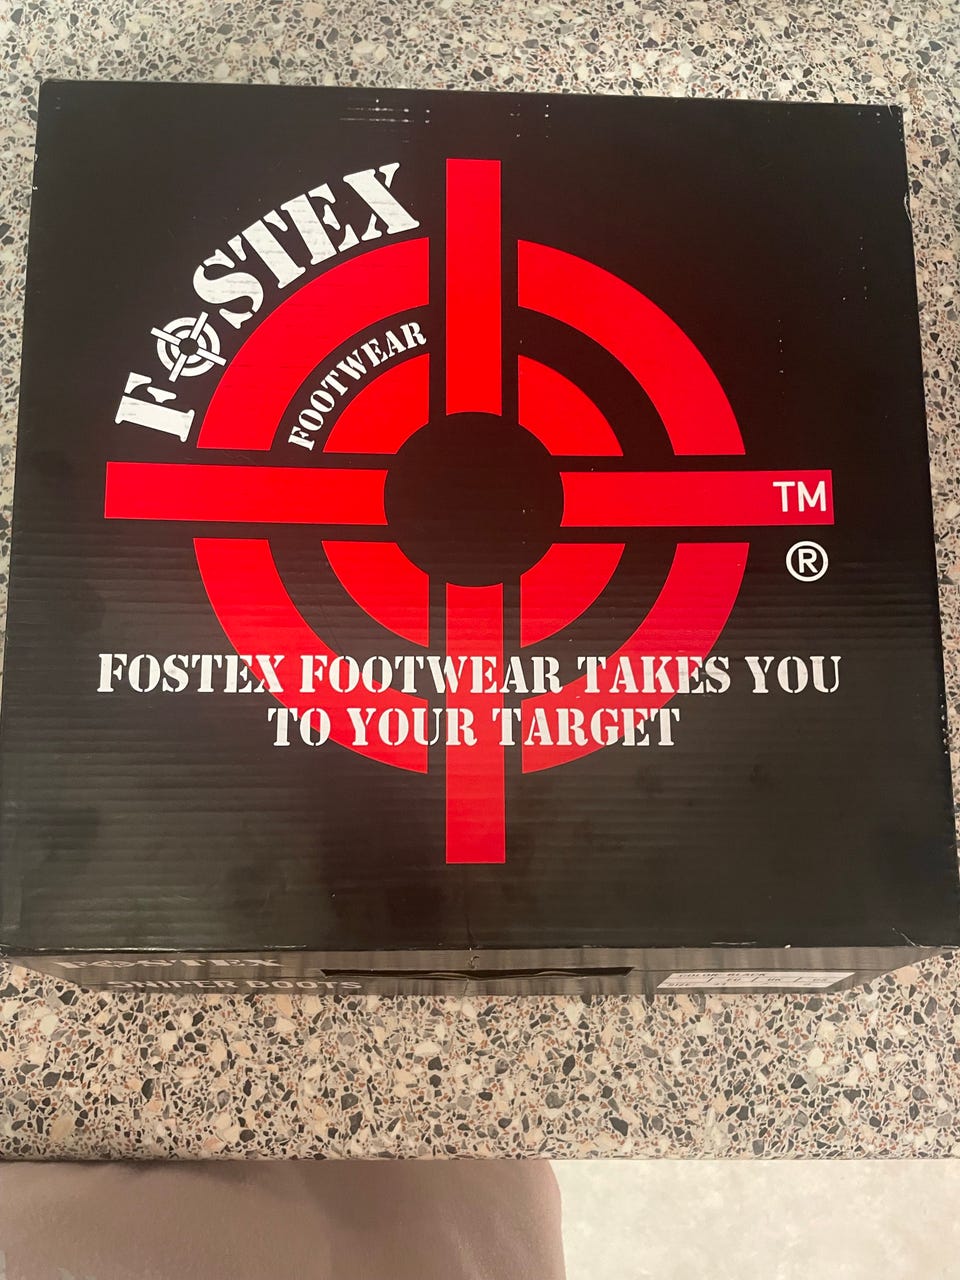 FOSTEX
FOOTWEAR
TM
®
FOSTEX FOOTWEAR TAKES YOU
TO YOUR TARGET
FOSTEX
SNIPER BOOTS
COLOR: BLACK